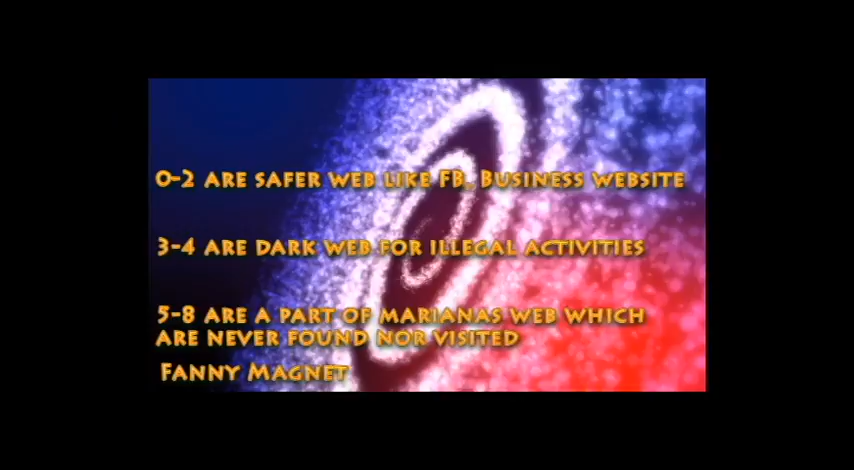 0-2 ARE SAFER WEB LIKE FB, BUSINESS WEBSITE
3-4 ARE DARK WEB FOR ILLEGAL ACTIVITIES
5-8 ARE A PART OF MARIANAS WEB WHICH
ARE NEVER FOUND NOR VISITED
FANNY MAGNET